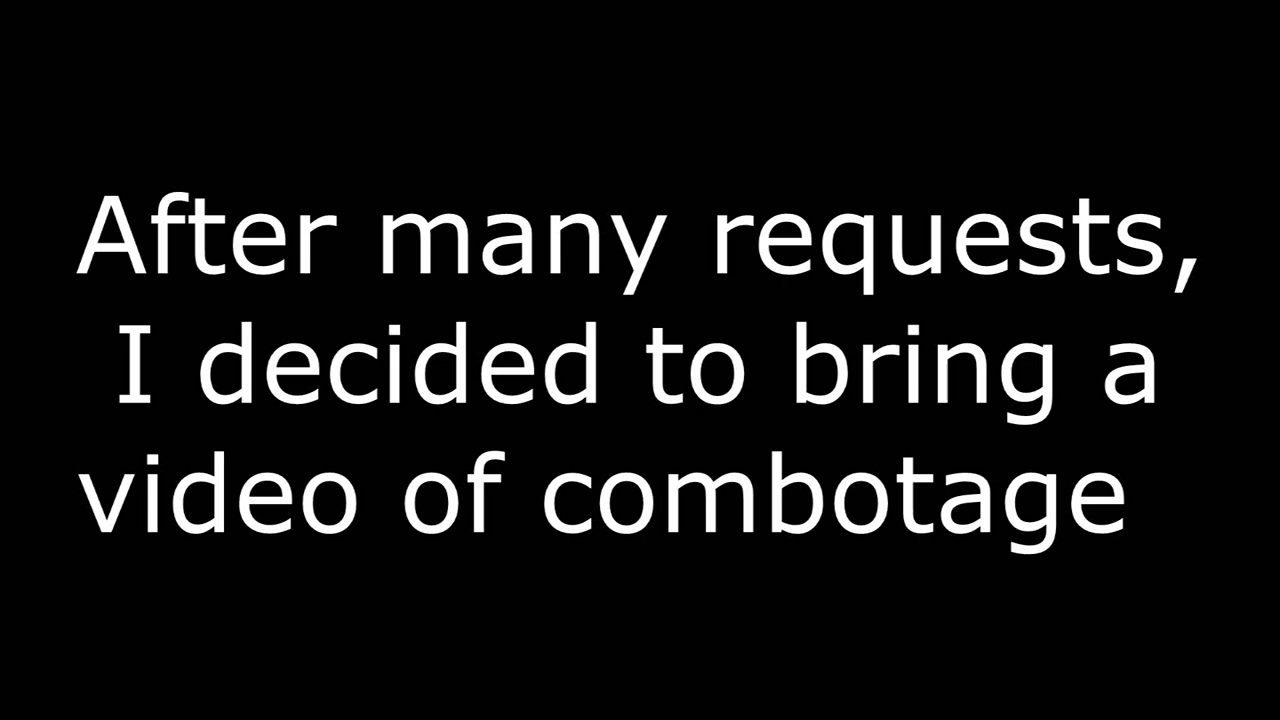 After many requests,
I decided to bring a
video of combotage